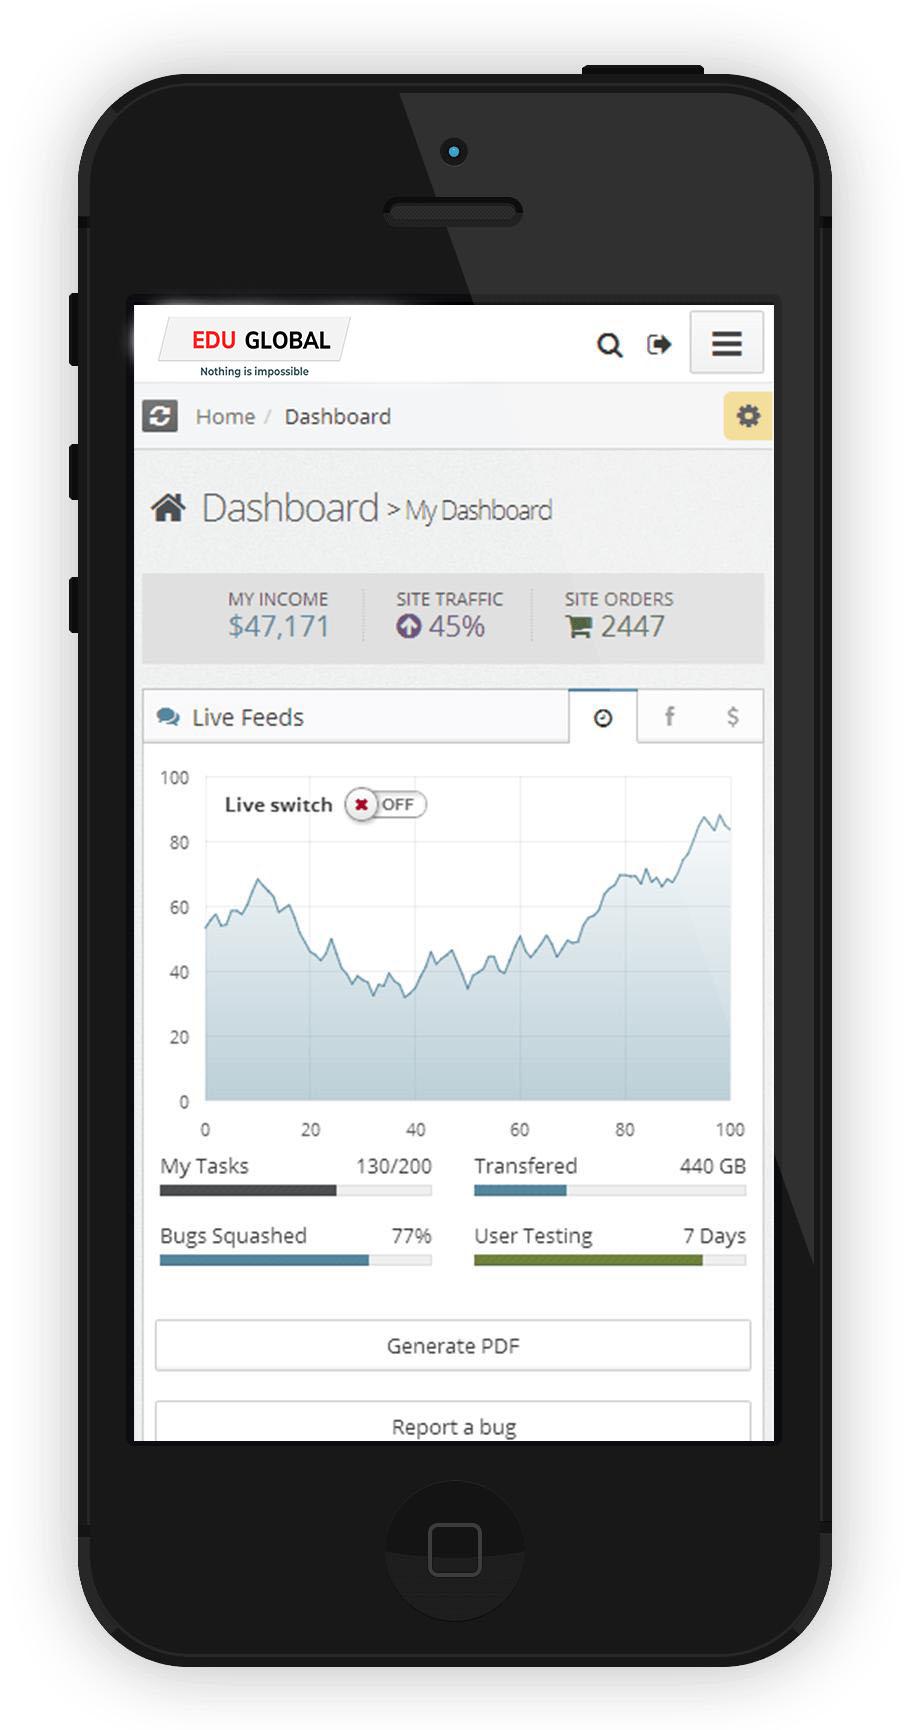 EDU GLOBAL
Nothing is impossible
Home / Dashboard
Dashboard > My Dashboard
MY INCOME SITE TRAFFIC SITE ORDERS
$47,171 45% 2447
Live Feeds f $
Live switch OFF
100
80
60
40
20
0
0 20 40 60 80 100
My Tasks 130/200 Transfered 440 GB
Bugs Squashed 77% User Testing 7 Days
Generate PDF
Report a bug